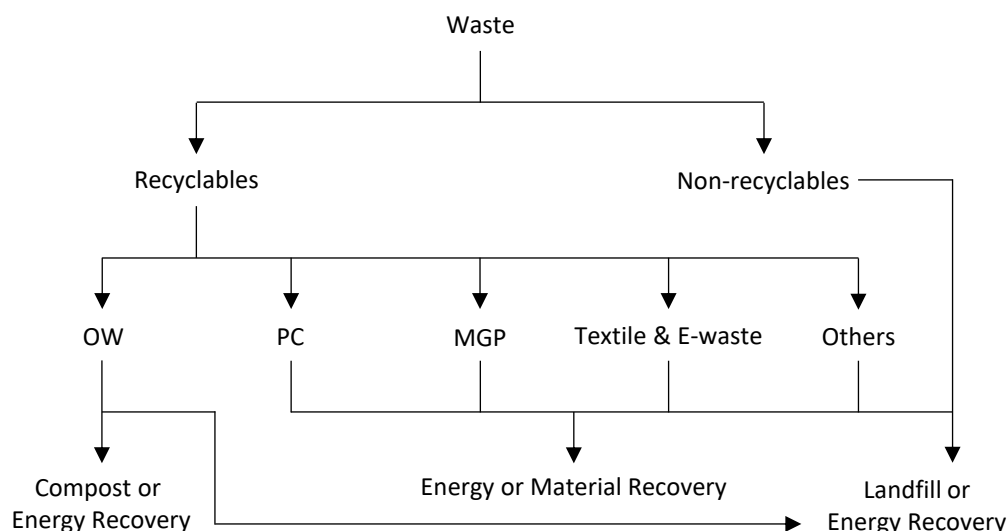 Waste
Recyclables
Non-recyclables
OW
PC
MGP
Textile & E-waste
Others
Compost or
Energy Recovery
Energy or Material Recovery
Landfill or
Energy Recovery